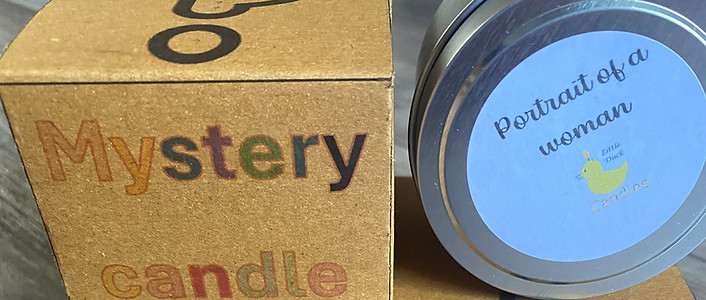 Mystery
candle
Portrait of a
woman
Little
Duck
Candles